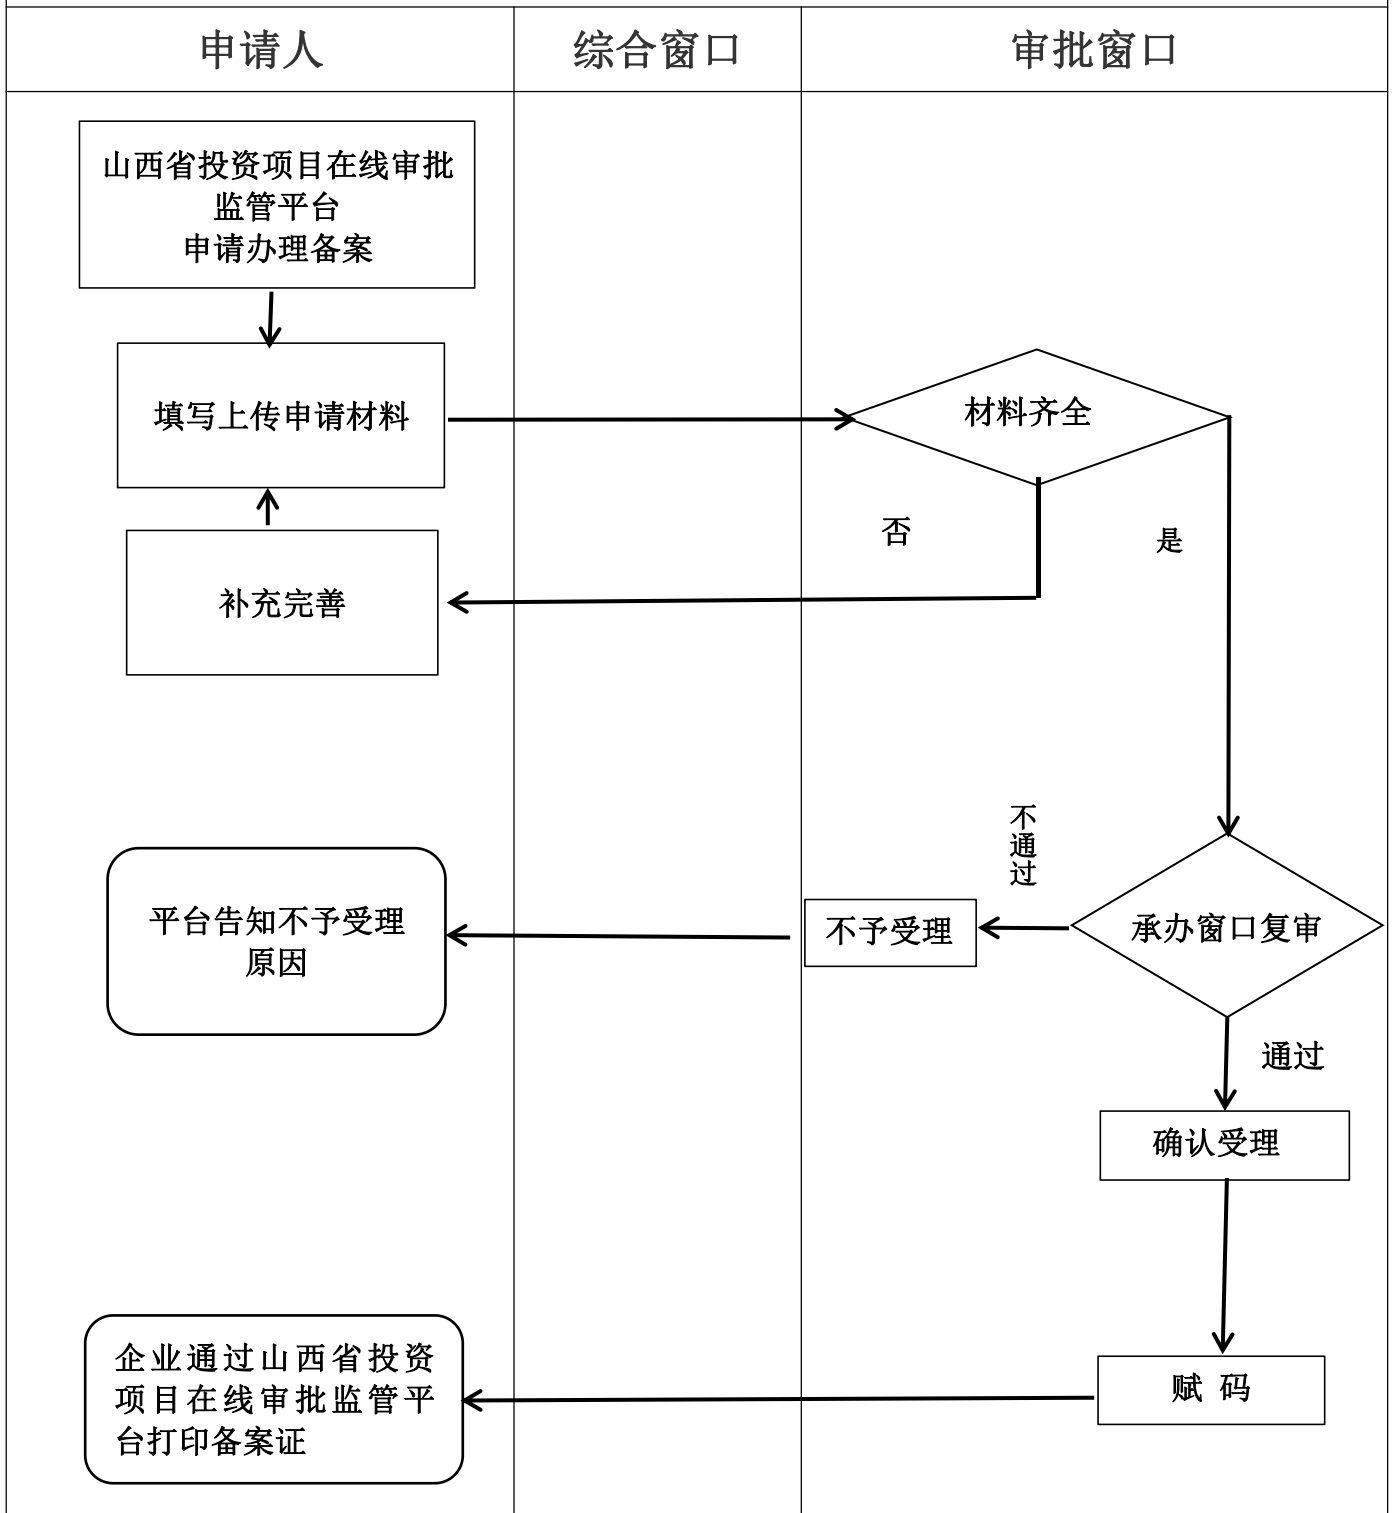 申请人
综合窗口
审批窗口
山西省投资项目在线审批
监管平台
申请办理备案
填写上传申请材料
材料齐全
否
是
补充完善
不通过
平台告知不予受理
原因
不予受理
承办窗口复审
通过
确认受理
企业通过山西省投资
项目在线审批监管平
台打印备案证
赋 码